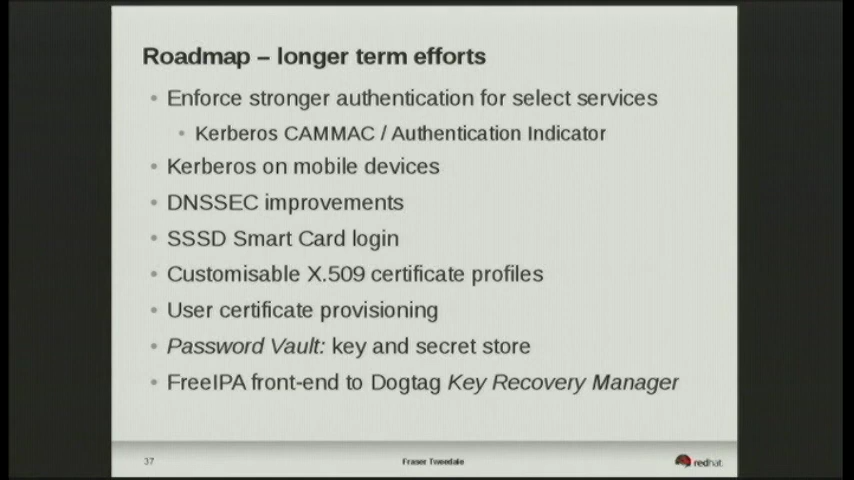 Roadmap – longer term efforts
• Enforce stronger authentication for select services
• Kerberos CAMMAC / Authentication Indicator
• Kerberos on mobile devices
• DNSSEC improvements
• SSSD Smart Card login
• Customisable X.509 certificate profiles
• User certificate provisioning
• Password Vault: key and secret store
• FreeIPA front-end to Dogtag Key Recovery Manager
37
Fraser Tweedale
redhat.